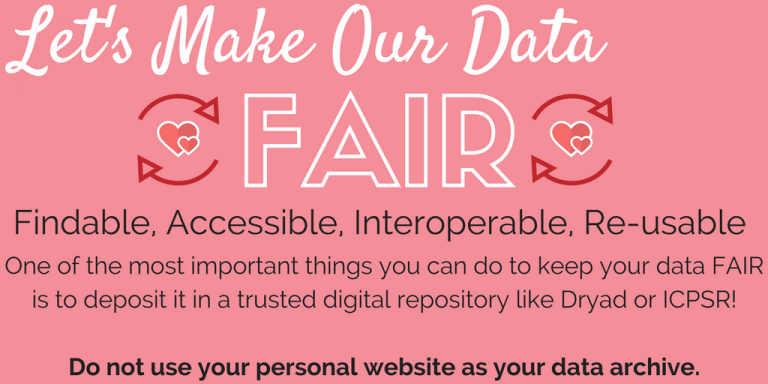 Let's Make Our Data
FAIR
Findable, Accessible, Interoperable, Re-usable
One of the most important things you can do to keep your data FAIR
is to deposit it in a trusted digital repository like Dryad or ICPSR!
Do not use your personal website as your data archive.